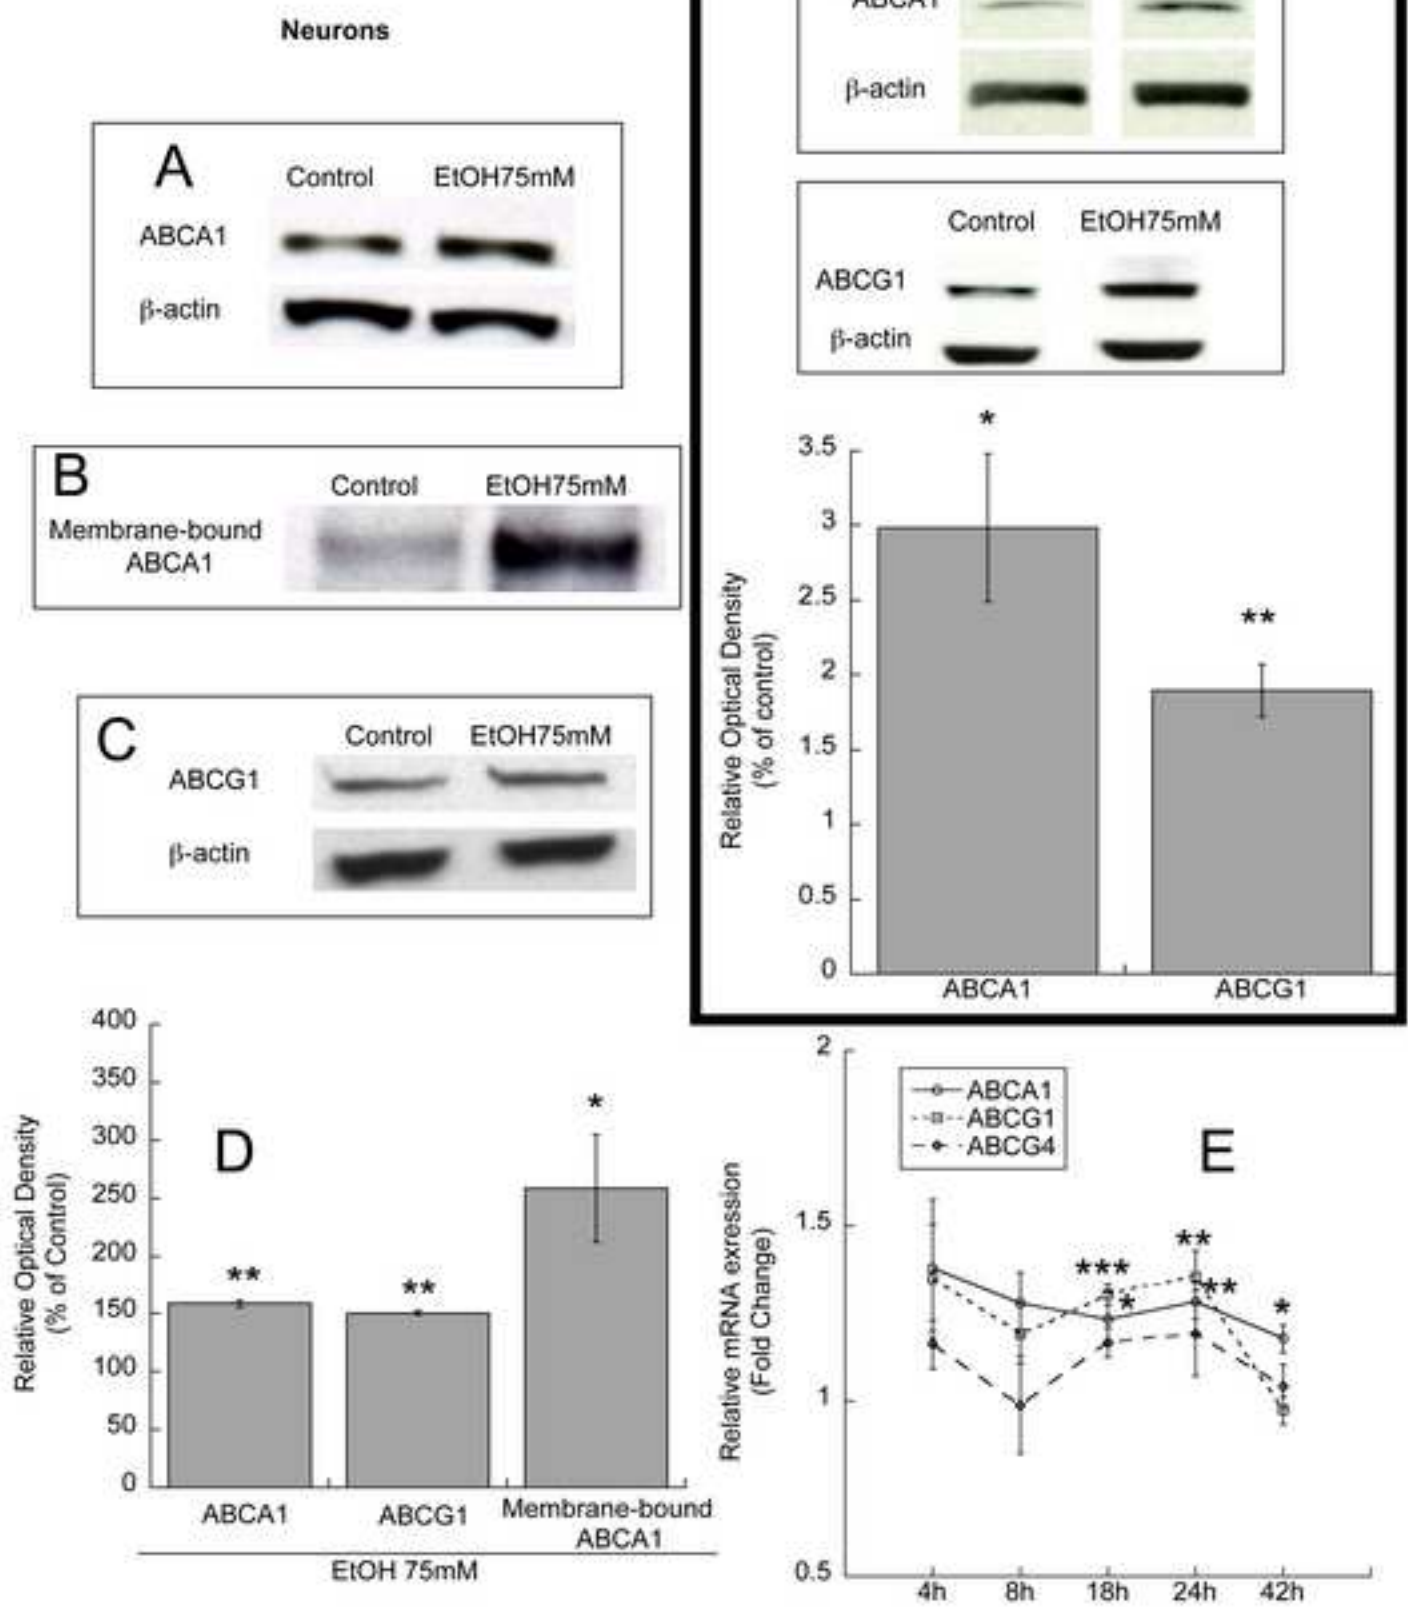 Neurons
A
Control EtOH75mM
ABCA1
β-actin
B
Control EtOH75mM
Membrane-bound
ABCA1
C
Control EtOH75mM
ABCG1
β-actin
400
350
300
250
200
150
100
50
0
Relative Optical Density
(% of Control)
D
**
**
*
ABCA1 ABCG1 Membrane-bound
ABCA1
EtOH 75mM
ABCA1
β-actin
Control EtOH75mM
ABCG1
β-actin
3.5
3
2.5
2
1.5
1
0.5
0
Relative Optical Density
(% of control)
*
**
ABCA1 ABCG1
2
1.5
1
0.5
Relative mRNA exression
(Fold Change)
ABCA1
ABCG1
ABCG4
E
***
*
**
**
*
4h 8h 18h 24h 42h